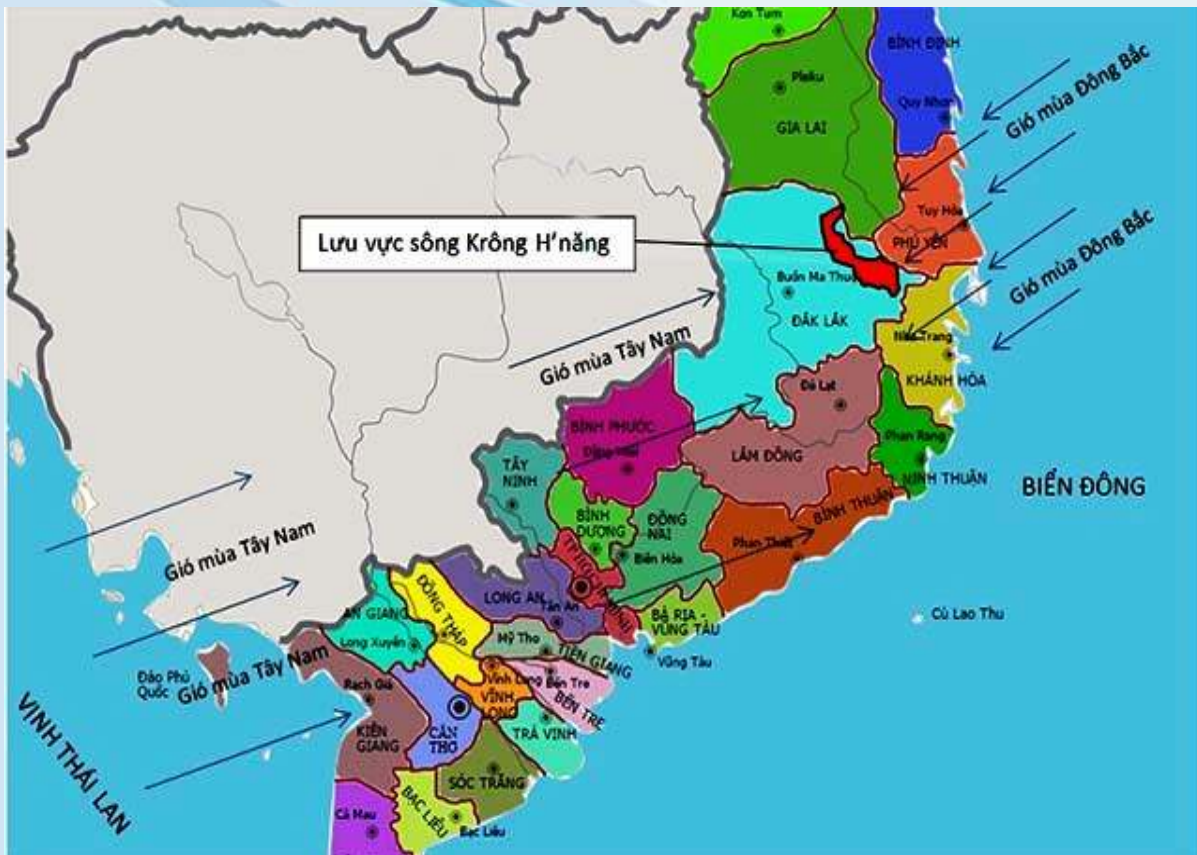 Kon Tum
BÌNH ĐỊNH
Pleiku
GIA LAI
Quy Nhơn
Gió mùa Đông Bắc
Tuy Hòa
PHÚ YÊN
Lưu vực sông Krông H'năng
Buôn Ma Thuộ
Gió mùa Đông Bắc
ĐẮK LẮK
Nha Trang
KHÁNH HÒA
Gió mùa Tây Nam
Đà Lạt
BÌNH PHƯỚC
LÂM ĐỒNG
Phan Rang
NINH THUẬN
BIỂN ĐÔNG
TÂY
NINH
BÌNH
DƯƠNG
ĐỒNG
NAI
BÌNH THUẬN
Phan Thiết
Biên Hòa
Gió mùa Tây Nam
LONG AN
Tân An
BÀ RỊA -
VŨNG TÀU
Cù Lao Thu
Vũng Tàu
AN GIANG
Long Xuyên
ĐỒNG THÁP
Mỹ Tho
TIỀN GIANG
Đảo Phú
Quốc
Gió mùa Tây Nam
Rạch Giá
Vĩnh Long
Bến Tre
VĨNH
LONG
BẾN TRE
KIÊN
GIANG
CẦN
THƠ
TRÀ VINH
VỊNH THÁI LAN
SÓC TRĂNG
BẠC LIÊU
Bạc Liêu
Cà Mau